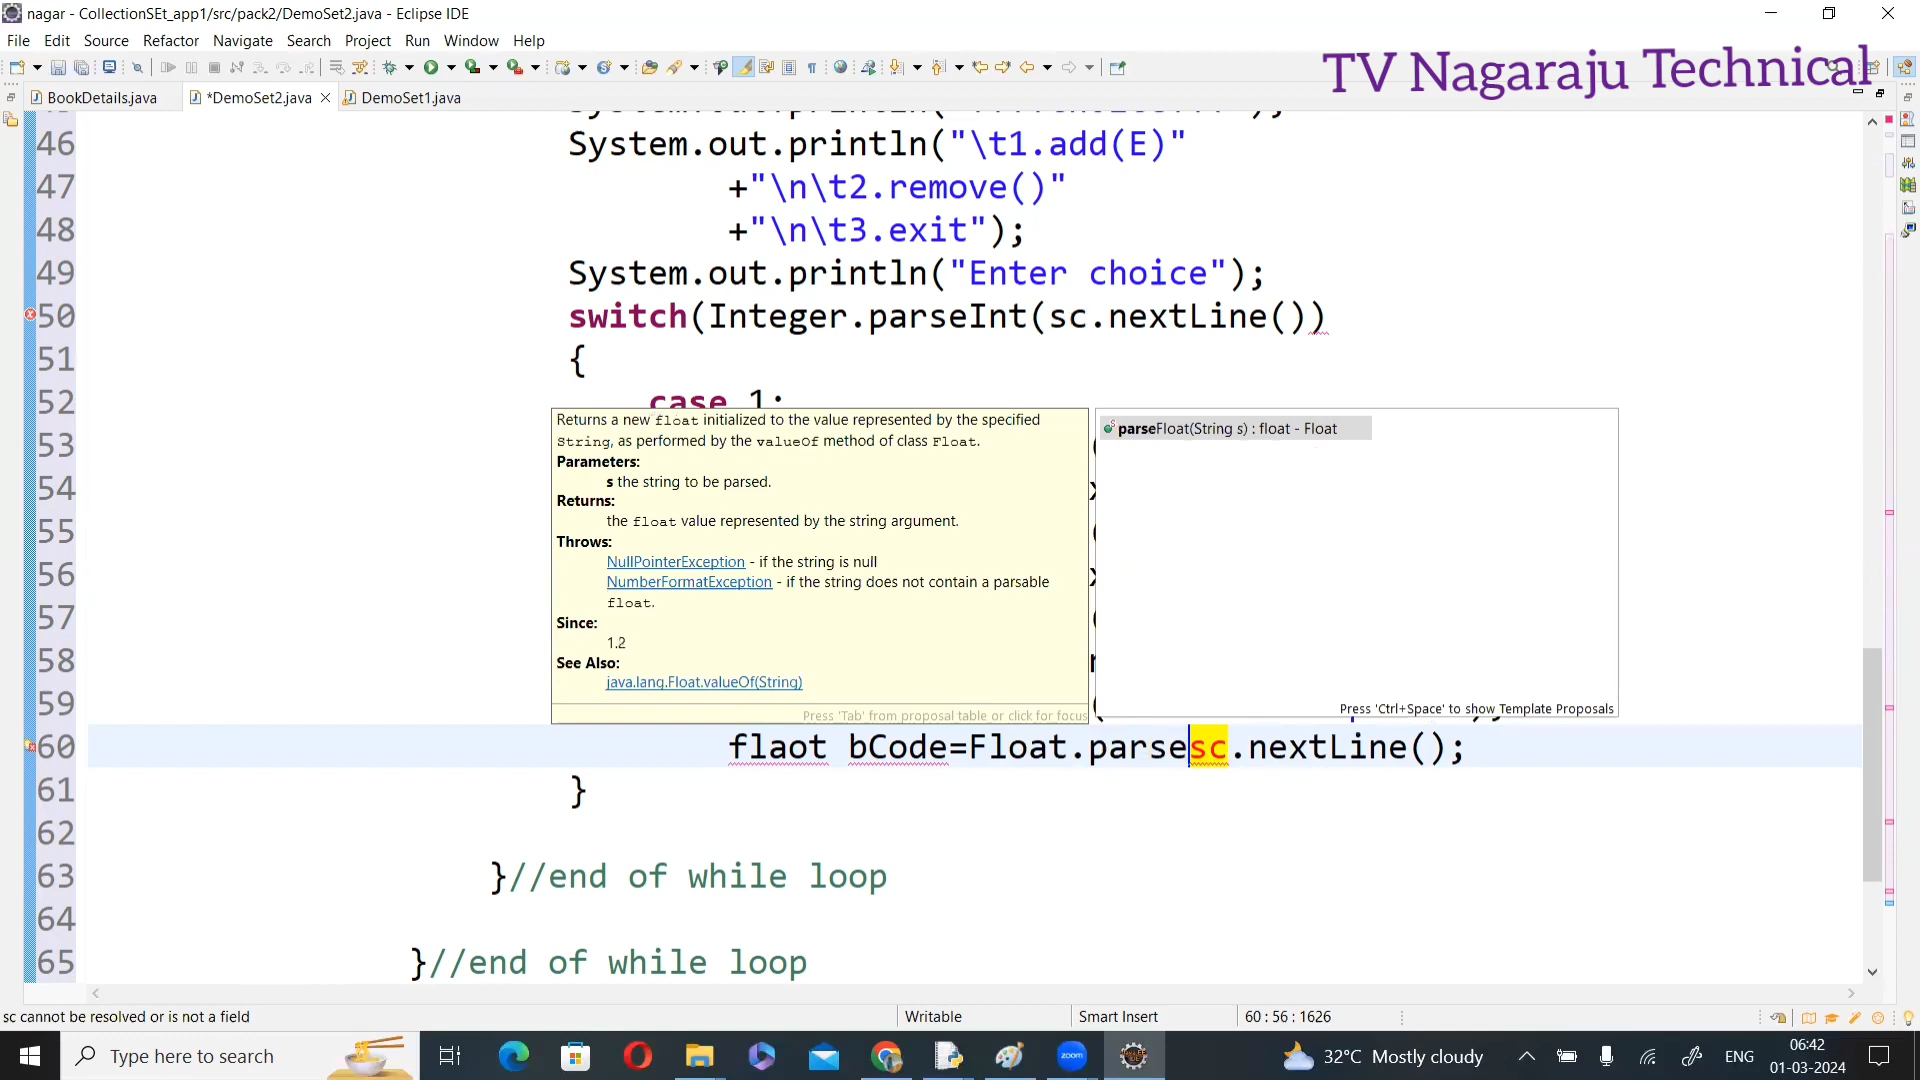 nagar - CollectionSEt_app1/src/pack2/DemoSet2.java - Eclipse IDE
File Edit Source Refactor Navigate Search Project Run Window Help
TV Nagaraju Technical
BookDetails.java *DemoSet2.java DemoSet1.java
46 System.out.println("\t1.add(E)"
47 +"\n\t2.remove()"
48 +"\n\t3.exit");
49 System.out.println("Enter choice");
50 switch(Integer.parseInt(sc.nextLine())
51 {
52 case 1:
53
54
55
56
57
58
59
Returns a new float initialized to the value represented by the specified
String, as performed by the valueOf method of class Float.
Parameters:
s the string to be parsed.
Returns:
the float value represented by the string argument.
Throws:
NullPointerException - if the string is null
NumberFormatException - if the string does not contain a parsable
float.
Since:
1.2
See Also:
java.lang.Float.valueOf(String)
Press 'Tab' from proposal table or click for focus
parseFloat(String s) : float - Float
Press 'Ctrl+Space' to show Template Proposals
60 flaot bCode=Float.parsesc.nextLine();
61 }
62
63 }//end of while loop
64
65 }//end of while loop
sc cannot be resolved or is not a field
Writable
Smart Insert
60 : 56 : 1626
Type here to search
zoom
32°C Mostly cloudy
ENG
06:42
01-03-2024